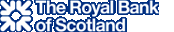 The Royal Bank
of Scotland